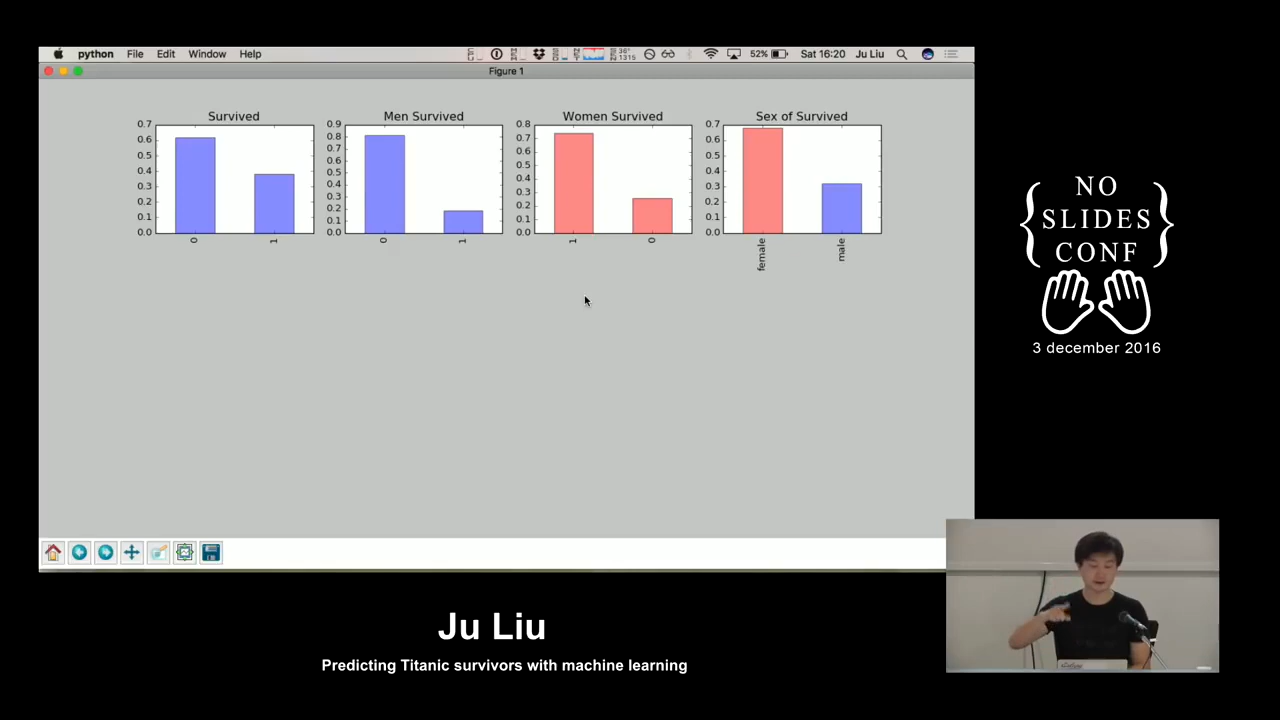 python File Edit Window Help 52% Sat 16:20 Ju Liu
Figure 1
Survived
0.7
0.6
0.5
0.4
0.3
0.2
0.1
0.0
0 1
Men Survived
0.9
0.8
0.7
0.6
0.5
0.4
0.3
0.2
0.1
0.0
0 1
Women Survived
0.8
0.7
0.6
0.5
0.4
0.3
0.2
0.1
0.0
1 0
Sex of Survived
0.7
0.6
0.5
0.4
0.3
0.2
0.1
0.0
female male
NO
SLIDES
CONF
3 december 2016
Ju Liu
Predicting Titanic survivors with machine learning